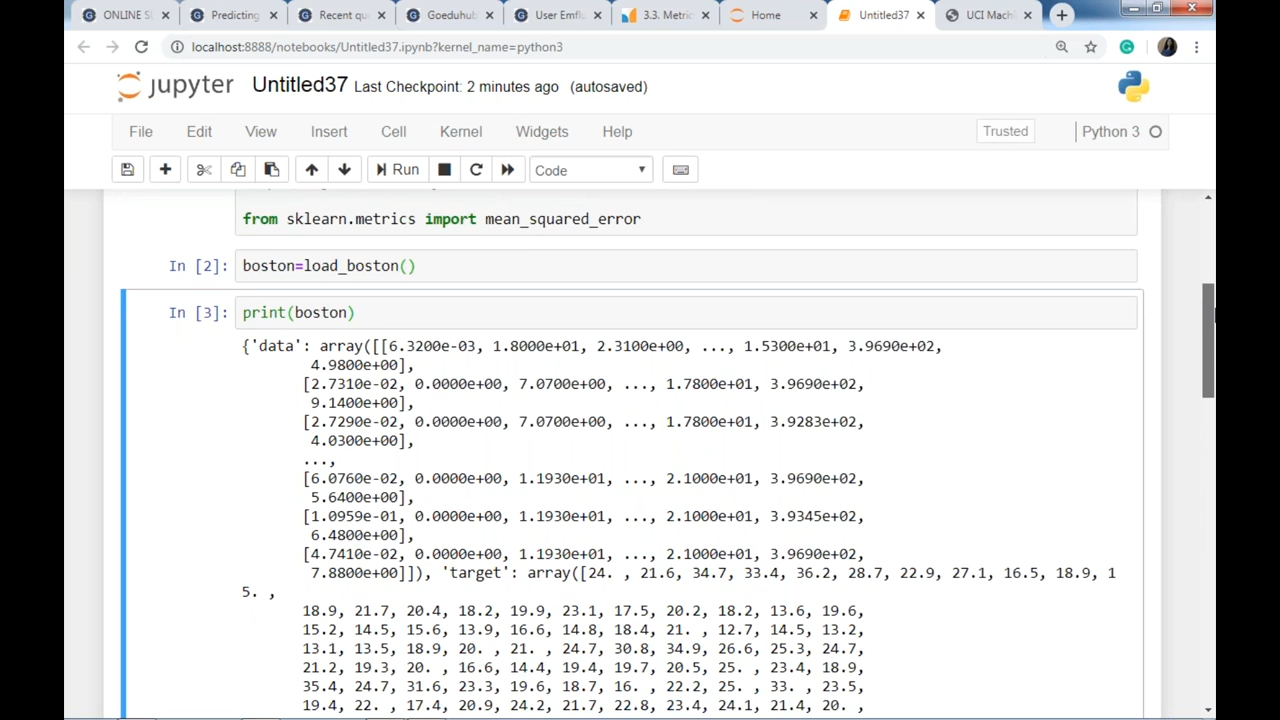 ONLINE SU
Predicting
Recent qu
Goeduhub
User Emflu
3.3. Metric
Home
Untitled37
UCI Machi
localhost:8888/notebooks/Untitled37.ipynb?kernel_name=python3
jupyter Untitled37 Last Checkpoint: 2 minutes ago (autosaved)
File Edit View Insert Cell Kernel Widgets Help Trusted Python 3
Run Code
from sklearn.metrics import mean_squared_error
In [2]: boston=load_boston()
In [3]: print(boston)
{'data': array([[6.3200e-03, 1.8000e+01, 2.3100e+00, ..., 1.5300e+01, 3.9690e+02,
4.9800e+00],
[2.7310e-02, 0.0000e+00, 7.0700e+00, ..., 1.7800e+01, 3.9690e+02,
9.1400e+00],
[2.7290e-02, 0.0000e+00, 7.0700e+00, ..., 1.7800e+01, 3.9283e+02,
4.0300e+00],
...,
[6.0760e-02, 0.0000e+00, 1.1930e+01, ..., 2.1000e+01, 3.9690e+02,
5.6400e+00],
[1.0959e-01, 0.0000e+00, 1.1930e+01, ..., 2.1000e+01, 3.9345e+02,
6.4800e+00],
[4.7410e-02, 0.0000e+00, 1.1930e+01, ..., 2.1000e+01, 3.9690e+02,
7.8800e+00]]), 'target': array([24. , 21.6, 34.7, 33.4, 36.2, 28.7, 22.9, 27.1, 16.5, 18.9, 1
5. ,
18.9, 21.7, 20.4, 18.2, 19.9, 23.1, 17.5, 20.2, 18.2, 13.6, 19.6,
15.2, 14.5, 15.6, 13.9, 16.6, 14.8, 18.4, 21. , 12.7, 14.5, 13.2,
13.1, 13.5, 18.9, 20. , 21. , 24.7, 30.8, 34.9, 26.6, 25.3, 24.7,
21.2, 19.3, 20. , 16.6, 14.4, 19.4, 19.7, 20.5, 25. , 23.4, 18.9,
35.4, 24.7, 31.6, 23.3, 19.6, 18.7, 16. , 22.2, 25. , 33. , 23.5,
19.4, 22. , 17.4, 20.9, 24.2, 21.7, 22.8, 23.4, 24.1, 21.4, 20. ,